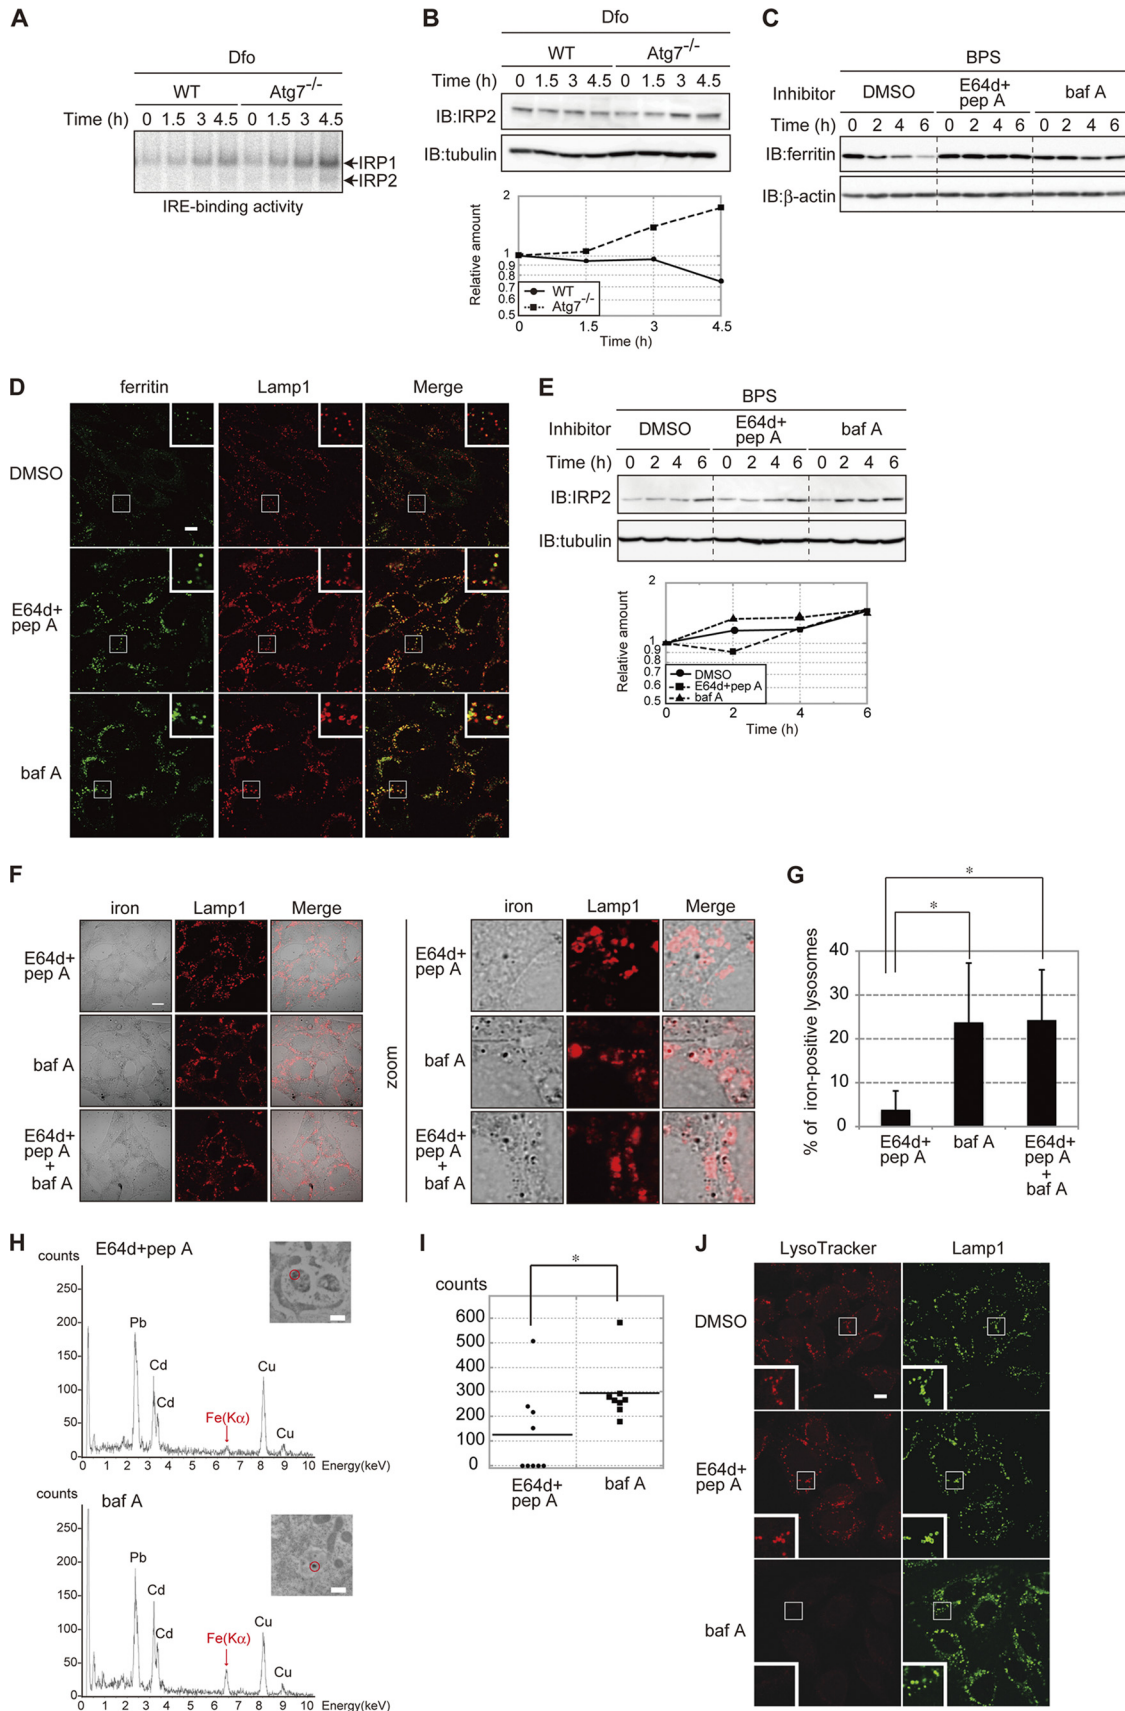 A
Dfo
WT Atg7-/-
Time (h) 0 1.5 3 4.5 0 1.5 3 4.5
IRP1
IRP2
IRE-binding activity
B
Dfo
WT Atg7-/-
Time (h) 0 1.5 3 4.5 0 1.5 3 4.5
IB:IRP2
IB:tubulin
2
1
0.9
0.8
0.7
0.6
0.5
Relative amount
WT
Atg7-/-
0 1.5 3 4.5
Time (h)
C
BPS
Inhibitor DMSO E64d+ pep A baf A
Time (h) 0 2 4 6 0 2 4 6 0 2 4 6
IB:ferritin
IB:β-actin
D
ferritin Lamp1 Merge
DMSO
E64d+
pep A
baf A
E
BPS
Inhibitor DMSO E64d+ pep A baf A
Time (h) 0 2 4 6 0 2 4 6 0 2 4 6
IB:IRP2
IB:tubulin
2
1
0.9
0.8
0.7
0.6
0.5
Relative amount
DMSO
E64d+pep A
baf A
0 2 4 6
Time (h)
F
iron Lamp1 Merge
E64d+
pep A
baf A
E64d+
pep A
+
baf A
zoom
iron Lamp1 Merge
E64d+
pep A
baf A
E64d+
pep A
+
baf A
G
*
*
40
30
20
10
0
% of iron-positive lysosomes
E64d+
pep A
baf A
E64d+
pep A
+
baf A
H
E64d+pep A
counts
250
200
150
100
50
0
Pb
Cd
Cd
Fe(Kα)
Cu
Cu
0 1 2 3 4 5 6 7 8 9 10 Energy(keV)
counts
baf A
250
200
150
100
50
0
Pb
Cd
Cd
Fe(Kα)
Cu
Cu
0 1 2 3 4 5 6 7 8 9 10 Energy(keV)
I
*
counts
600
500
400
300
200
100
0
E64d+
pep A
baf A
J
LysoTracker Lamp1
DMSO
E64d+
pep A
baf A